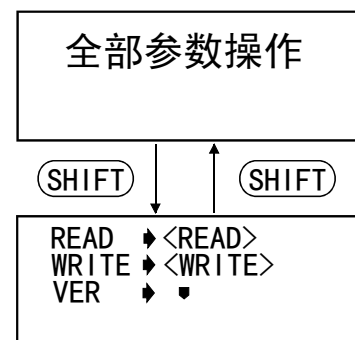 全部参数操作
SHIFT SHIFT
READ ➧<READ>
WRITE➧<WRITE>
VER ➧